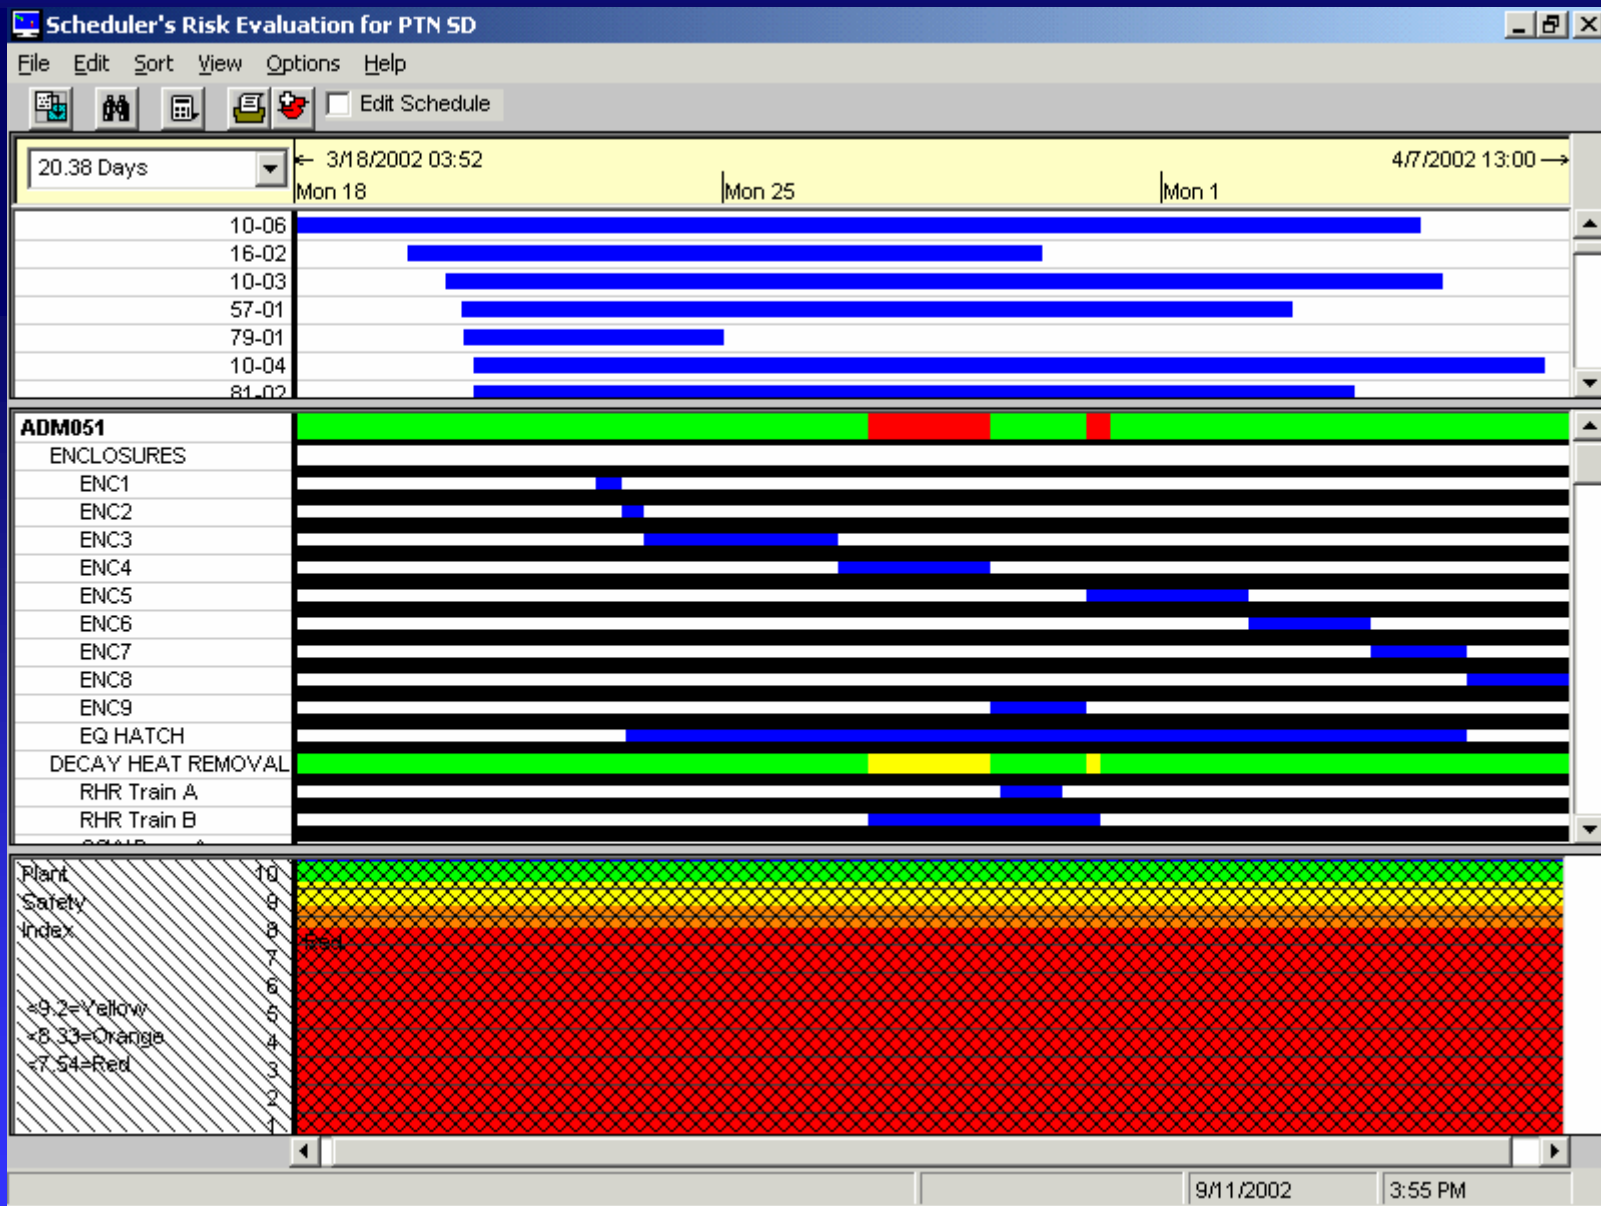 Scheduler's Risk Evaluation for PTN SD
File Edit Sort View Options Help
Edit Schedule
20.38 Days
3/18/2002 03:52
4/7/2002 13:00
Mon 18
Mon 25
Mon 1
10-06
16-02
10-03
57-01
79-01
10-04
81-02
ADM051
ENCLOSURES
ENC1
ENC2
ENC3
ENC4
ENC5
ENC6
ENC7
ENC8
ENC9
EQ HATCH
DECAY HEAT REMOVAL
RHR Train A
RHR Train B
Plant 10
Safety 9
Index 8
Red
7
6
<9.2=Yellow 5
<8.33=Orange 4
<7.54=Red 3
2
1
9/11/2002
3:55 PM